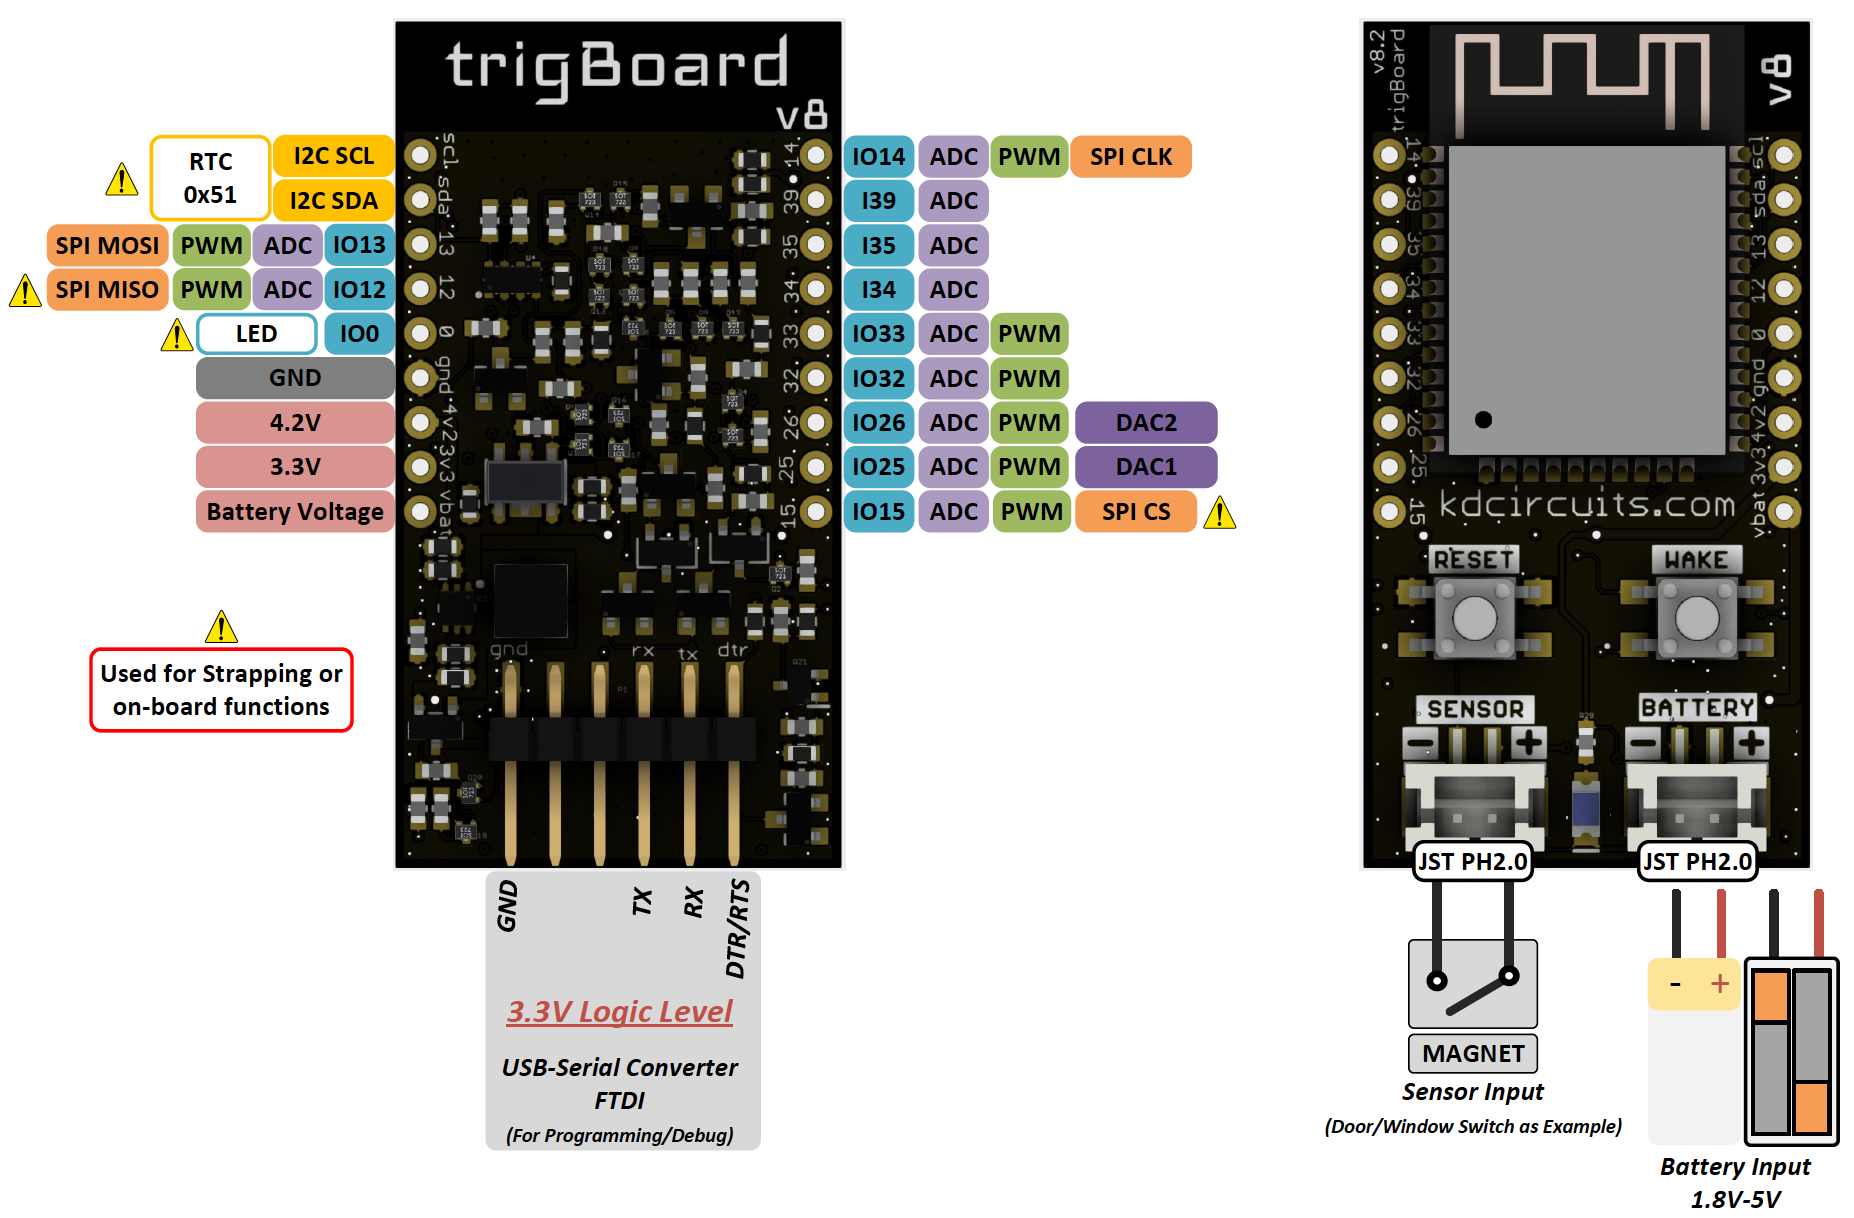 trigBoard
v8
RTC
0x51
I2C SCL
I2C SDA
SPI MOSI PWM ADC IO13
SPI MISO PWM ADC IO12
LED IO0
GND
4.2V
3.3V
Battery Voltage
scl
sda
13
12
0
gnd
4v2
3v3
vbat
14
39
35
34
33
32
26
25
15
IO14 ADC PWM SPI CLK
I39 ADC
I35 ADC
I34 ADC
IO33 ADC PWM
IO32 ADC PWM
IO26 ADC PWM DAC2
IO25 ADC PWM DAC1
IO15 ADC PWM SPI CS
Used for Strapping or
on-board functions
gnd rx tx dtr
GND TX RX DTR/RTS
3.3V Logic Level
USB-Serial Converter
FTDI
(For Programming/Debug)
v8.2
trigBoard
v8
14
39
35
34
33
32
26
25
15
scl
sda
13
12
0
gnd
4v2
3v3
vbat
kdcircuits.com
RESET WAKE
SENSOR BATTERY
- + - +
JST PH2.0 JST PH2.0
- +
MAGNET
Sensor Input
(Door/Window Switch as Example)
Battery Input
1.8V-5V